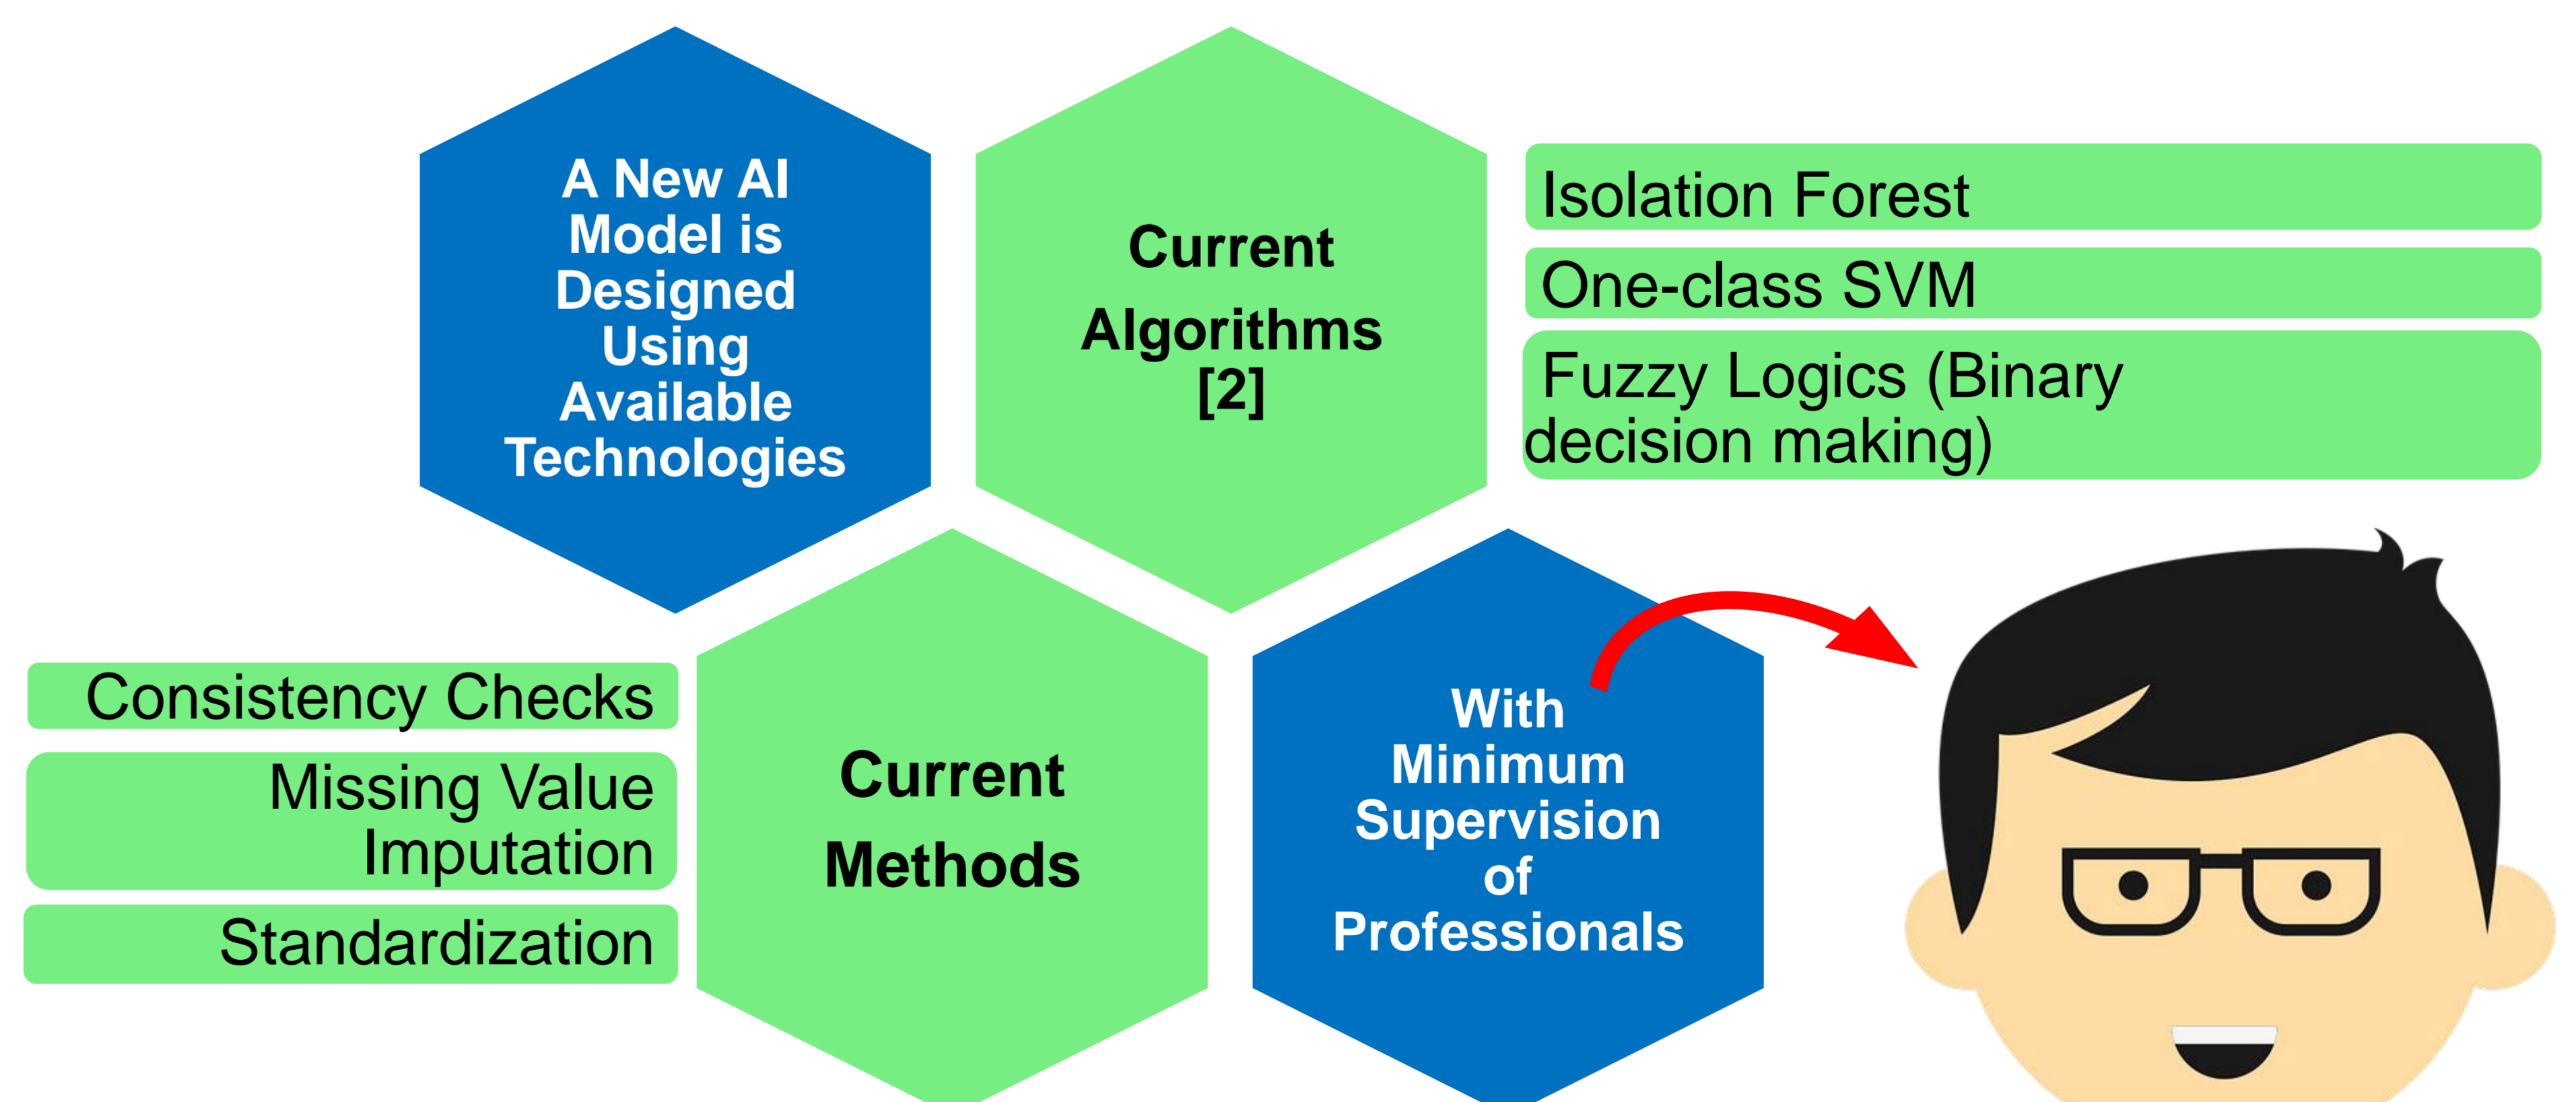 A New AI
Model is
Designed
Using
Available
Technologies
Current
Algorithms
[2]
Isolation Forest
One-class SVM
Fuzzy Logics (Binary
decision making)
Consistency Checks
Missing Value
Imputation
Standardization
Current
Methods
With
Minimum
Supervision
of
Professionals